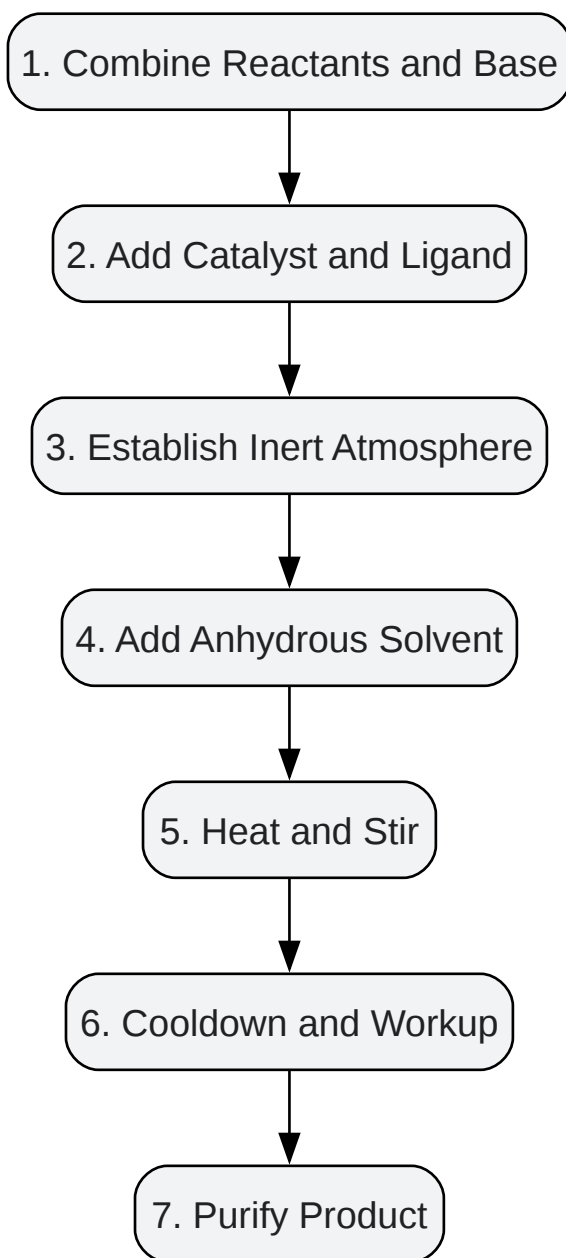 1. Combine Reactants and Base
2. Add Catalyst and Ligand
3. Establish Inert Atmosphere
4. Add Anhydrous Solvent
5. Heat and Stir
6. Cooldown and Workup
7. Purify Product